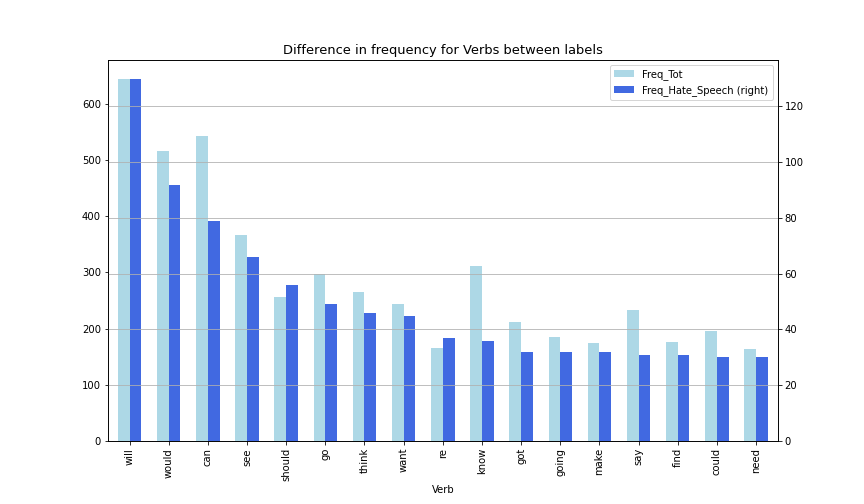 Difference in frequency for Verbs between labels
Freq_Tot
Freq_Hate_Speech (right)
600
500
400
300
200
100
0
120
100
80
60
40
20
0
will
would
can
see
should
go
think
want
re
know
got
going
make
say
find
could
need
Verb